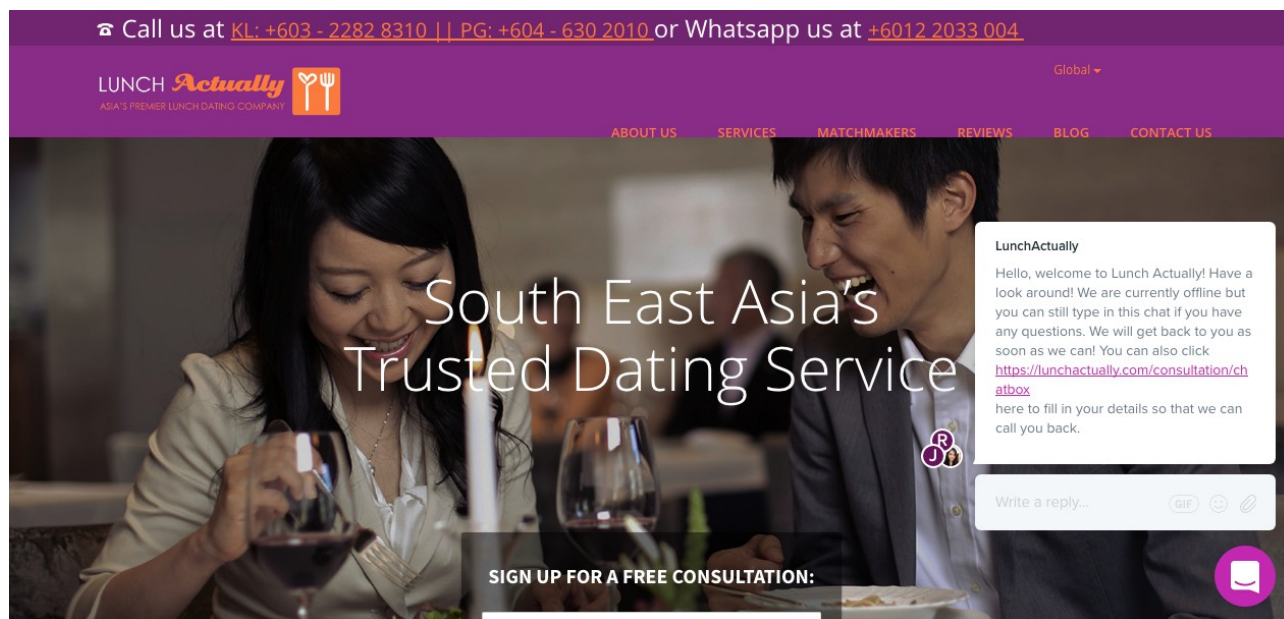 ☎ Call us at KL: +603 - 2282 8310 || PG: +604 - 630 2010 or Whatsapp us at +6012 2033 004
LUNCH Actually
ASIA'S PREMIER LUNCH DATING COMPANY
Global
ABOUT US SERVICES MATCHMAKERS REVIEWS BLOG CONTACT US
South East Asia's
Trusted Dating Service
SIGN UP FOR A FREE CONSULTATION:
LunchActually
Hello, welcome to Lunch Actually! Have a
look around! We are currently offline but
you can still type in this chat if you have
any questions. We will get back to you as
soon as we can! You can also click
https://lunchactually.com/consultation/ch
atbox
here to fill in your details so that we can
call you back.
R
J
Write a reply...
GIF